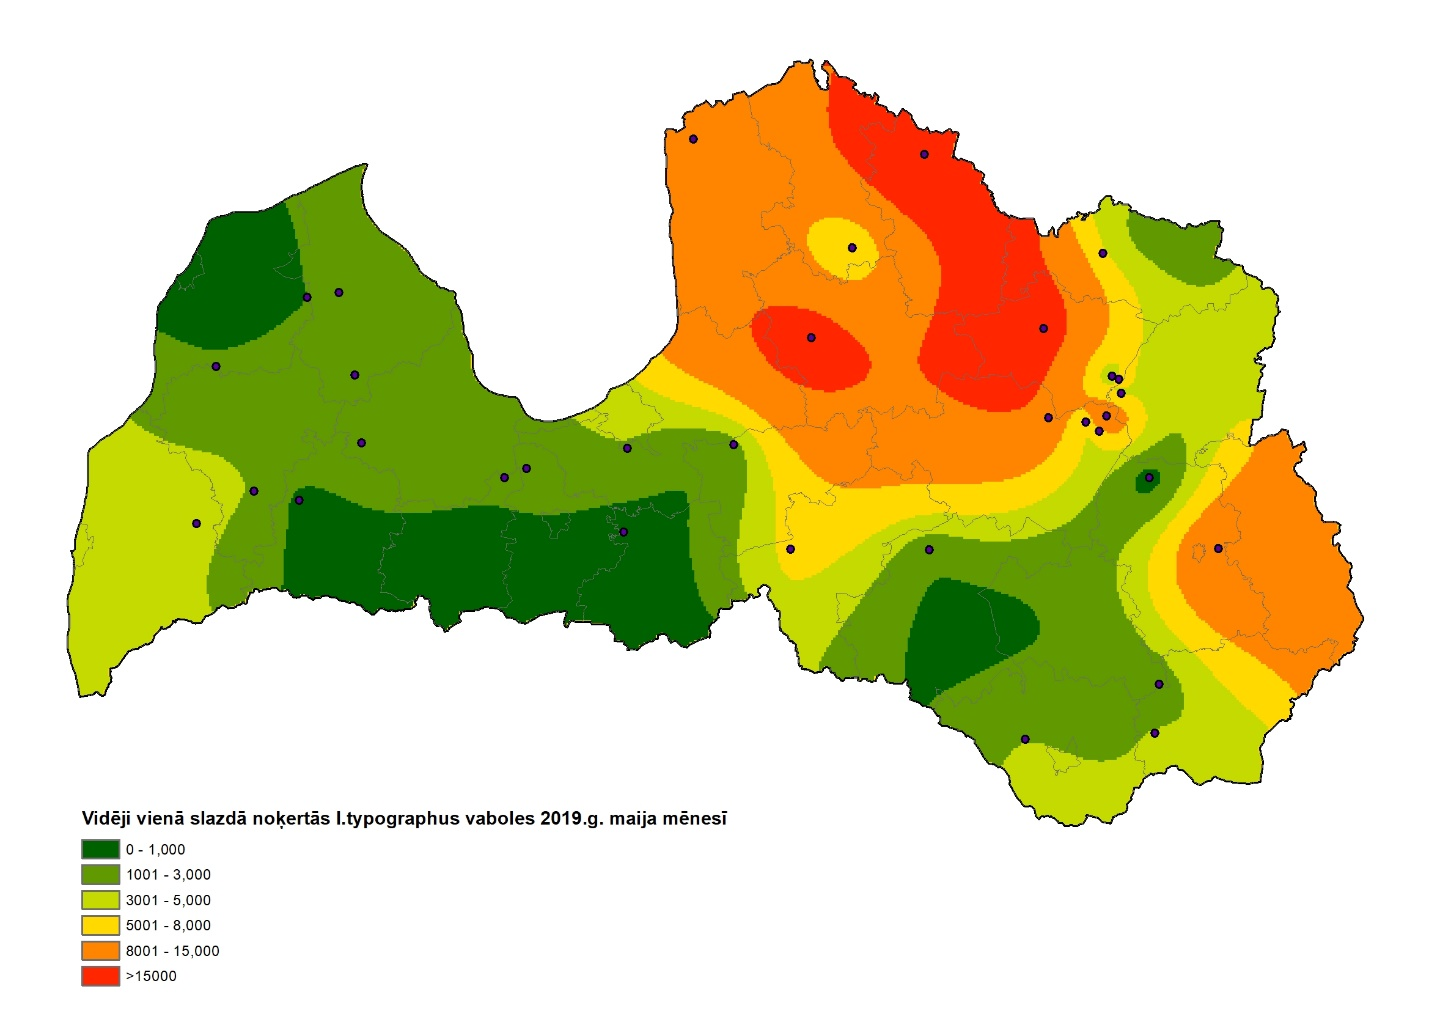 Vidēji vienā slazdā noķertās I.typographus vaboles 2019.g. maija mēnesī
0 - 1,000
1001 - 3,000
3001 - 5,000
5001 - 8,000
8001 - 15,000
>15000